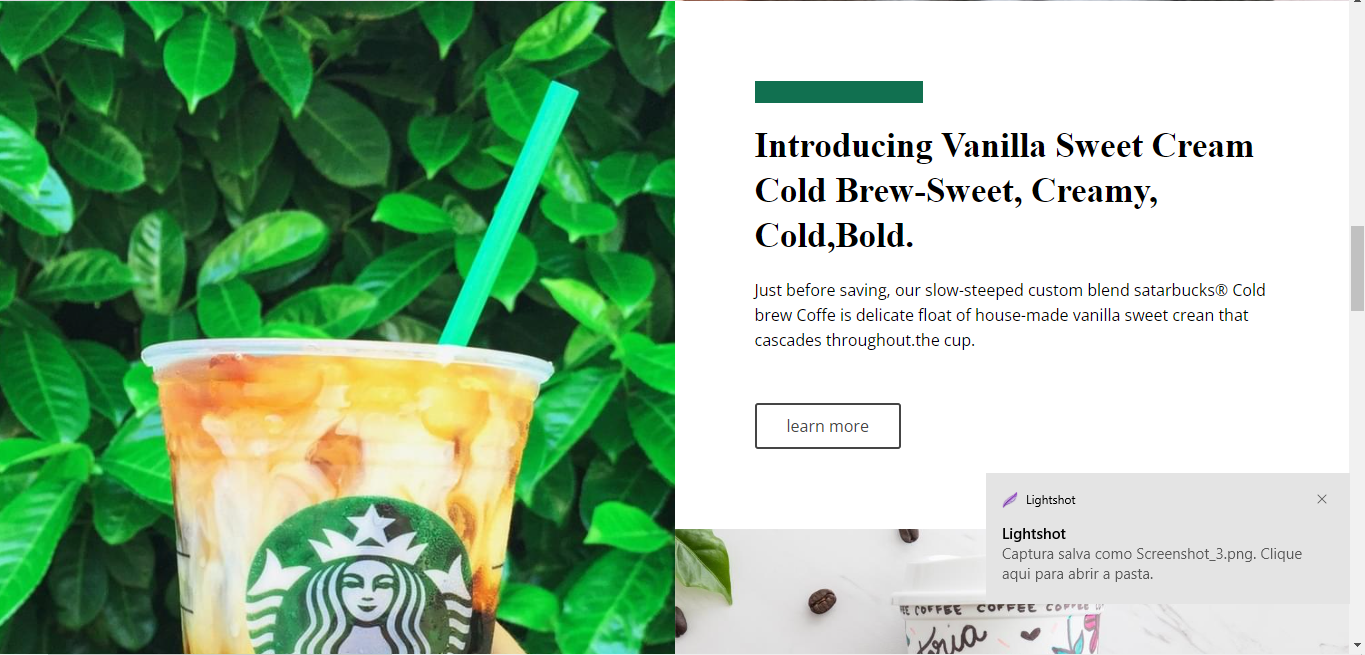 Introducing Vanilla Sweet Cream
Cold Brew-Sweet, Creamy,
Cold,Bold.
Just before saving, our slow-steeped custom blend satarbucks® Cold
brew Coffe is delicate float of house-made vanilla sweet crean that
cascades throughout.the cup.
learn more
Lightshot
Lightshot
Captura salva como Screenshot_3.png. Clique
aqui para abrir a pasta.
COFFEE COFFEE COFFEE